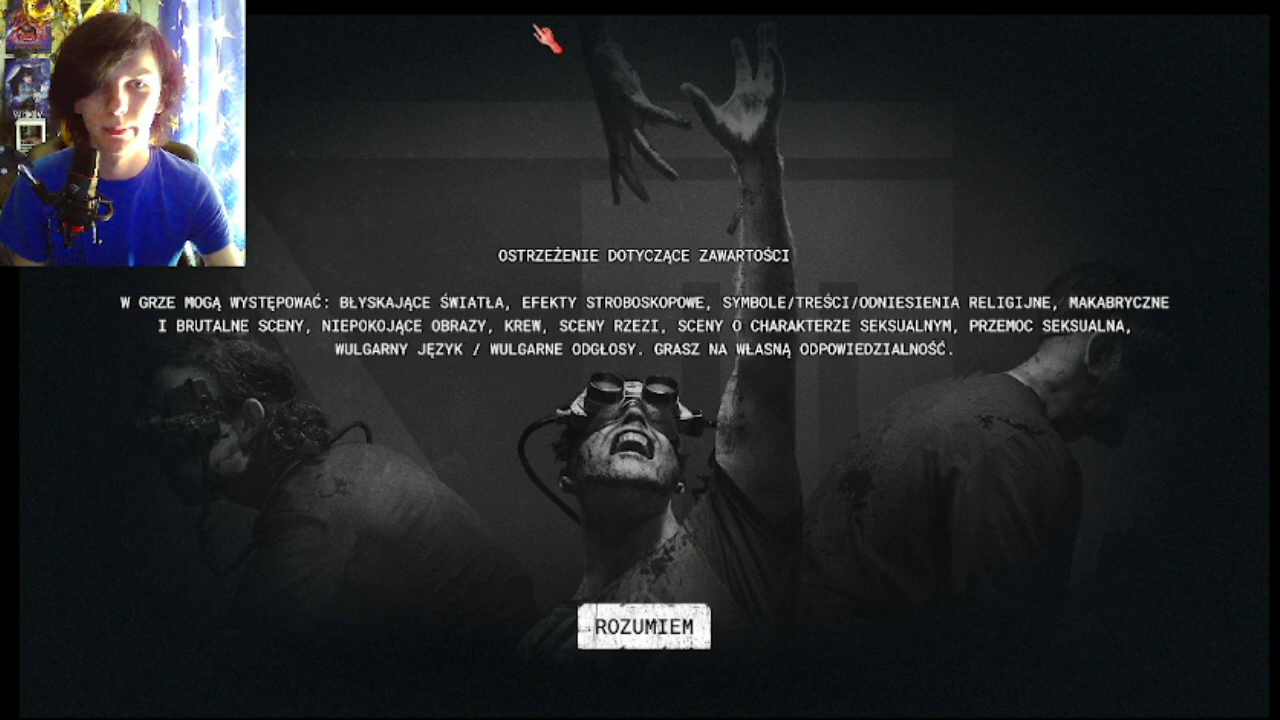 OSTRZEŻENIE DOTYCZĄCE ZAWARTOŚCI
W GRZE MOGĄ WYSTĘPOWAĆ: BŁYSKAJĄCE ŚWIATŁA, EFEKTY STROBOSKOPOWE, SYMBOLE/TREŚCI/ODNIESIENIA RELIGIJNE, MAKABRYCZNE
I BRUTALNE SCENY, NIEPOKOJĄCE OBRAZY, KREW, SCENY RZEZI, SCENY O CHARAKTERZE SEKSUALNYM, PRZEMOC SEKSUALNA,
WULGARNY JĘZYK / WULGARNE ODGŁOSY. GRASZ NA WŁASNĄ ODPOWIEDZIALNOŚĆ.
ROZUMIEM